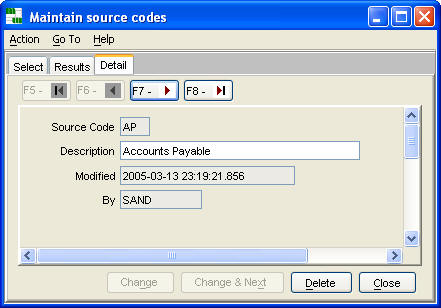 Maintain source codes
Action Go To Help
Select Results Detail
F5 - F6 - F7 - F8 -
Source Code AP
Description Accounts Payable
Modified 2005-03-13 23:19:21.856
By SAND
Change Change & Next Delete Close